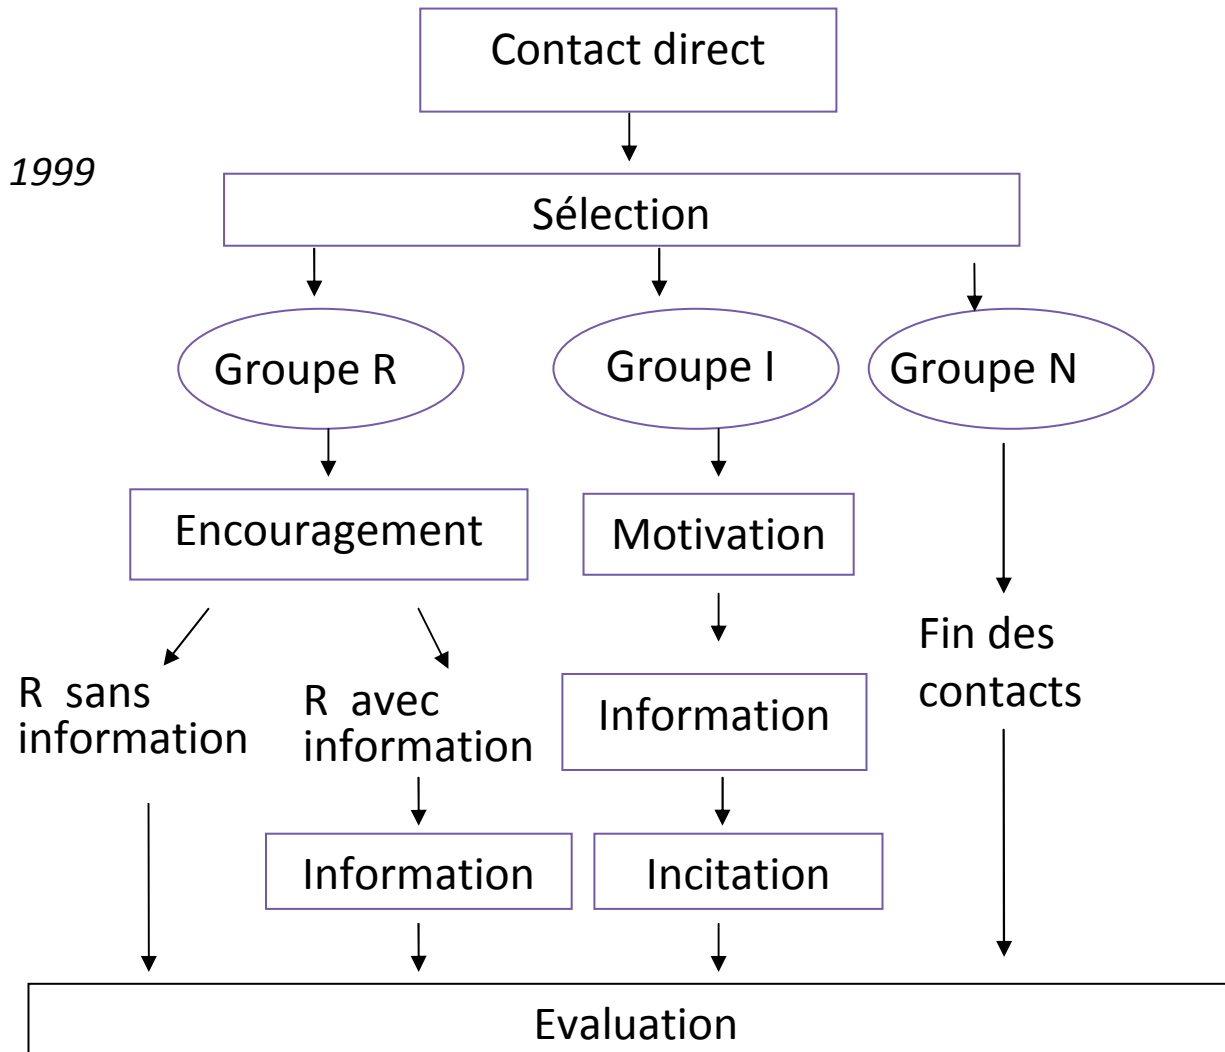 Contact direct
1999
Sélection
Groupe R
Groupe I
Groupe N
Encouragement
Motivation
R sans
information
R avec
information
Information
Fin des
contacts
Information
Incitation
Evaluation